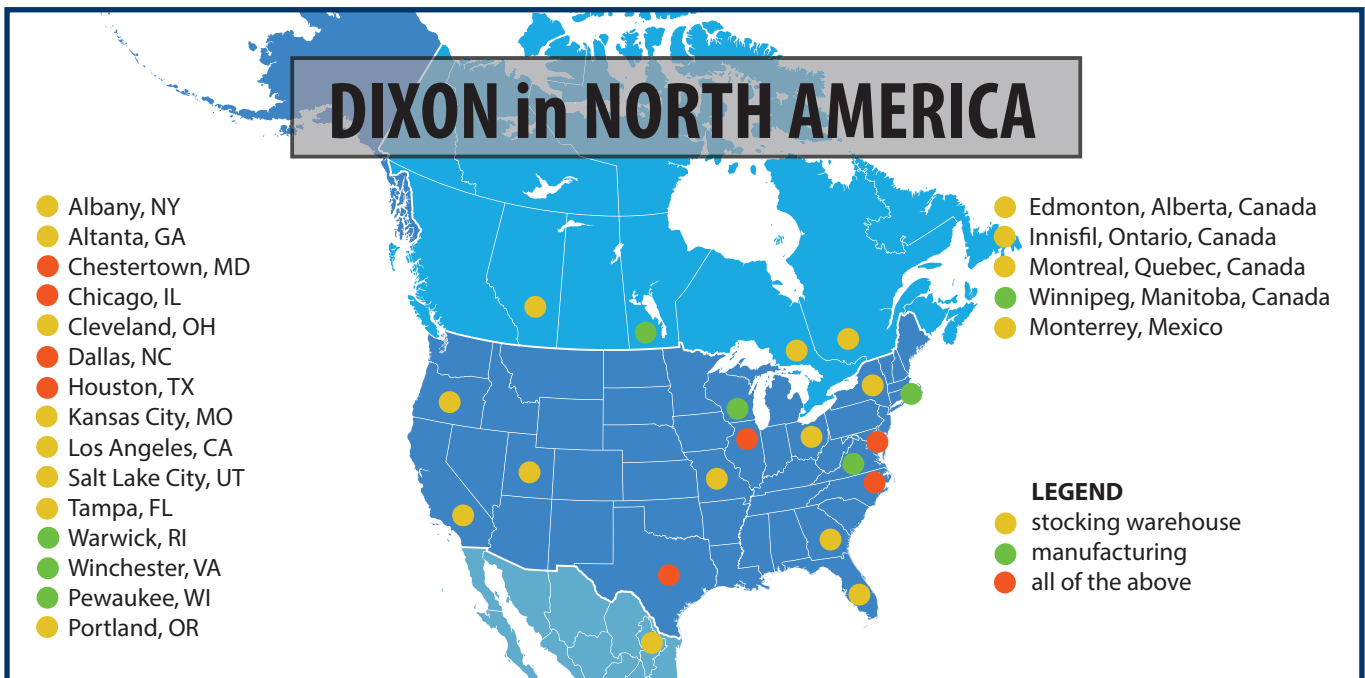 DIXON in NORTH AMERICA
Albany, NY
Altanta, GA
Chestertown, MD
Chicago, IL
Cleveland, OH
Dallas, NC
Houston, TX
Kansas City, MO
Los Angeles, CA
Salt Lake City, UT
Tampa, FL
Warwick, RI
Winchester, VA
Pewaukee, WI
Portland, OR
Edmonton, Alberta, Canada
Innisfil, Ontario, Canada
Montreal, Quebec, Canada
Winnipeg, Manitoba, Canada
Monterrey, Mexico
LEGEND
stocking warehouse
manufacturing
all of the above